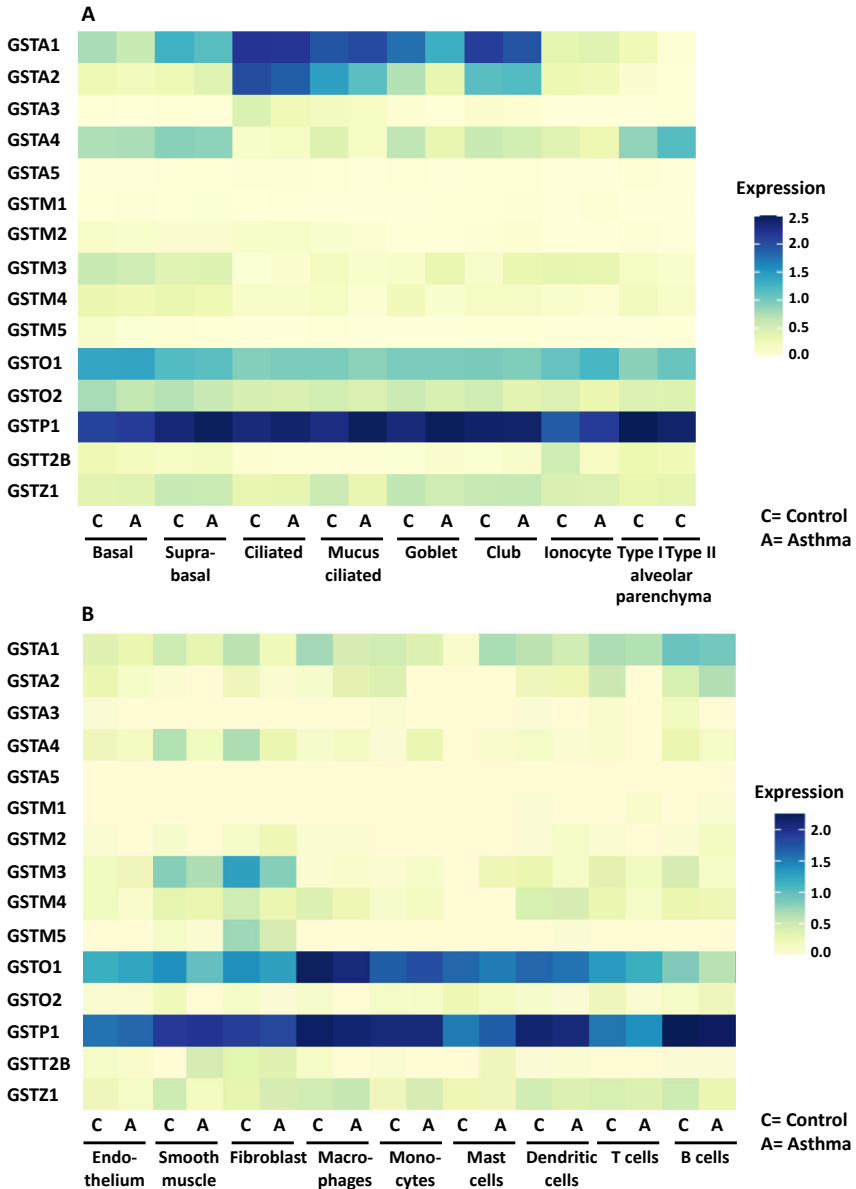 A
GSTA1
GSTA2
GSTA3
GSTA4
GSTA5
GSTM1
GSTM2
GSTM3
GSTM4
GSTM5
GSTO1
GSTO2
GSTP1
GSTT2B
GSTZ1
Expression
2.5
2.0
1.5
1.0
0.5
0.0
C A C A C A C A C A C A C A C C
Basal Supra- Ciliated Mucus Goblet Club Ionocyte Type I Type II
basal ciliated alveolar
parenchyma
C= Control
A= Asthma
B
GSTA1
GSTA2
GSTA3
GSTA4
GSTA5
GSTM1
GSTM2
GSTM3
GSTM4
GSTM5
GSTO1
GSTO2
GSTP1
GSTT2B
GSTZ1
Expression
2.0
1.5
1.0
0.5
0.0
C A C A C A C A C A C A C A C A C A
Endo- Smooth Fibroblast Macro- Mono- Mast Dendritic T cells B cells
thelium muscle phages cytes cells cells
C= Control
A= Asthma